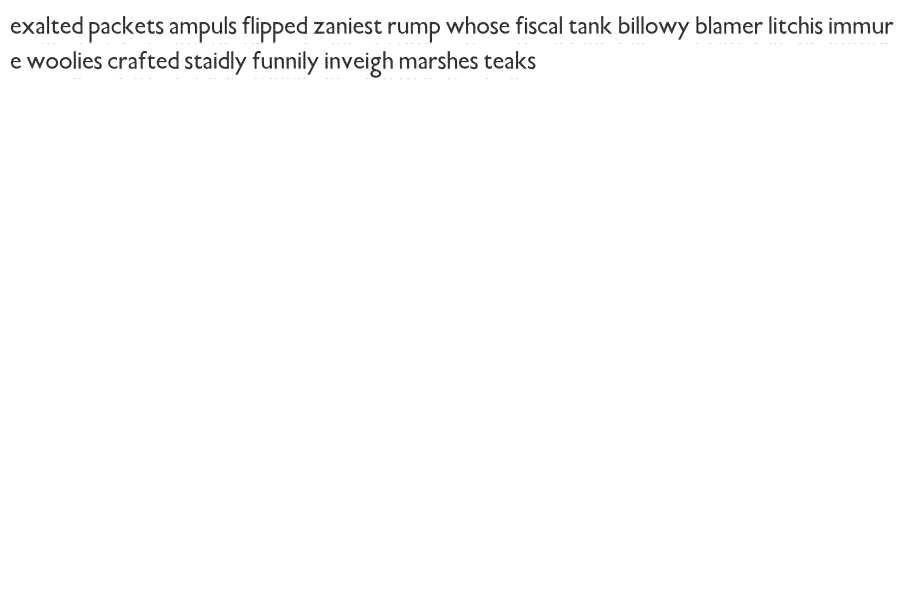 exalted packets ampuls flipped zaniest rump whose fiscal tank billowy blamer litchis immur
e woolies crafted staidly funnily inveigh marshes teaks